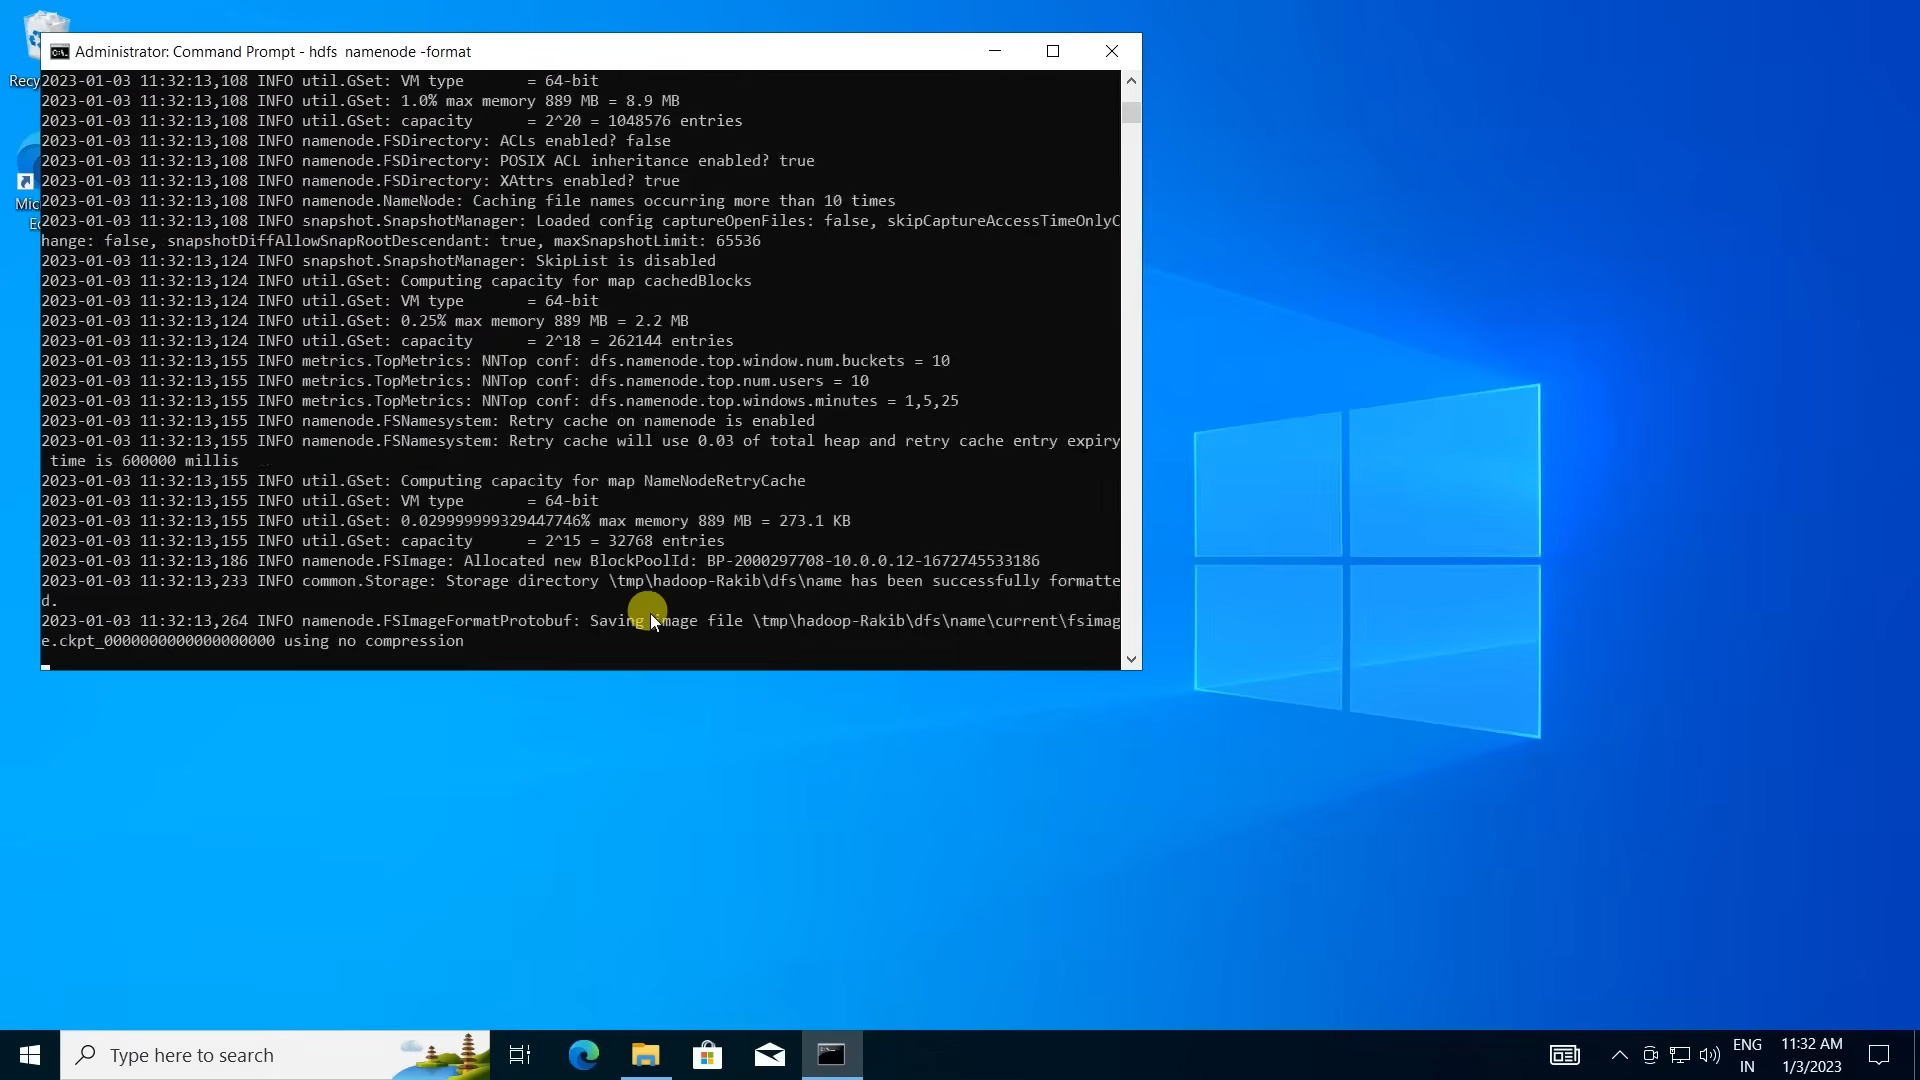 Administrator: Command Prompt - hdfs  namenode -format
2023-01-03 11:32:13,108 INFO util.GSet: VM type       = 64-bit
2023-01-03 11:32:13,108 INFO util.GSet: 1.0% max memory 889 MB = 8.9 MB
2023-01-03 11:32:13,108 INFO util.GSet: capacity      = 2^20 = 1048576 entries
2023-01-03 11:32:13,108 INFO namenode.FSDirectory: ACLs enabled? false
2023-01-03 11:32:13,108 INFO namenode.FSDirectory: POSIX ACL inheritance enabled? true
2023-01-03 11:32:13,108 INFO namenode.FSDirectory: XAttrs enabled? true
2023-01-03 11:32:13,108 INFO namenode.NameNode: Caching file names occurring more than 10 times
2023-01-03 11:32:13,108 INFO snapshot.SnapshotManager: Loaded config captureOpenFiles: false, skipCaptureAccessTimeOnlyC
hange: false, snapshotDiffAllowSnapRootDescendant: true, maxSnapshotLimit: 65536
2023-01-03 11:32:13,124 INFO snapshot.SnapshotManager: SkipList is disabled
2023-01-03 11:32:13,124 INFO util.GSet: Computing capacity for map cachedBlocks
2023-01-03 11:32:13,124 INFO util.GSet: VM type       = 64-bit
2023-01-03 11:32:13,124 INFO util.GSet: 0.25% max memory 889 MB = 2.2 MB
2023-01-03 11:32:13,124 INFO util.GSet: capacity      = 2^18 = 262144 entries
2023-01-03 11:32:13,155 INFO metrics.TopMetrics: NNTop conf: dfs.namenode.top.window.num.buckets = 10
2023-01-03 11:32:13,155 INFO metrics.TopMetrics: NNTop conf: dfs.namenode.top.num.users = 10
2023-01-03 11:32:13,155 INFO metrics.TopMetrics: NNTop conf: dfs.namenode.top.windows.minutes = 1,5,25
2023-01-03 11:32:13,155 INFO namenode.FSNamesystem: Retry cache on namenode is enabled
2023-01-03 11:32:13,155 INFO namenode.FSNamesystem: Retry cache will use 0.03 of total heap and retry cache entry expiry
 time is 600000 millis
2023-01-03 11:32:13,155 INFO util.GSet: Computing capacity for map NameNodeRetryCache
2023-01-03 11:32:13,155 INFO util.GSet: VM type       = 64-bit
2023-01-03 11:32:13,155 INFO util.GSet: 0.029999999329447746% max memory 889 MB = 273.1 KB
2023-01-03 11:32:13,155 INFO util.GSet: capacity      = 2^15 = 32768 entries
2023-01-03 11:32:13,186 INFO namenode.FSImage: Allocated new BlockPoolId: BP-2000297708-10.0.0.12-1672745533186
2023-01-03 11:32:13,233 INFO common.Storage: Storage directory \tmp\hadoop-Rakib\dfs\name has been successfully formatte
d.
2023-01-03 11:32:13,264 INFO namenode.FSImageFormatProtobuf: Saving image file \tmp\hadoop-Rakib\dfs\name\current\fsimag
e.ckpt_0000000000000000000 using no compression
Recy
Mic
Ed
Type here to search
ENG
IN
11:32 AM
1/3/2023